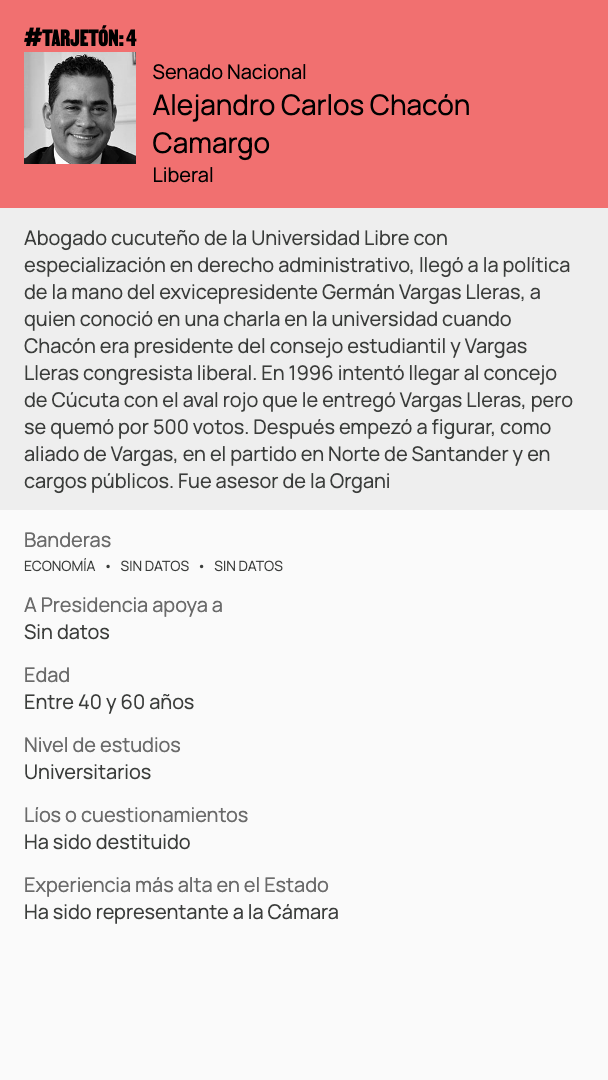 #TARJETÓN: 4
Senado Nacional
Alejandro Carlos Chacón
Camargo
Liberal
Abogado cucuteño de la Universidad Libre con
especialización en derecho administrativo, llegó a la política
de la mano del exvicepresidente Germán Vargas Lleras, a
quien conoció en una charla en la universidad cuando
Chacón era presidente del consejo estudiantil y Vargas
Lleras congresista liberal. En 1996 intentó llegar al concejo
de Cúcuta con el aval rojo que le entregó Vargas Lleras, pero
se quemó por 500 votos. Después empezó a figurar, como
aliado de Vargas, en el partido en Norte de Santander y en
cargos públicos. Fue asesor de la Organi
Banderas
ECONOMÍA • SIN DATOS • SIN DATOS
A Presidencia apoya a
Sin datos
Edad
Entre 40 y 60 años
Nivel de estudios
Universitarios
Líos o cuestionamientos
Ha sido destituido
Experiencia más alta en el Estado
Ha sido representante a la Cámara